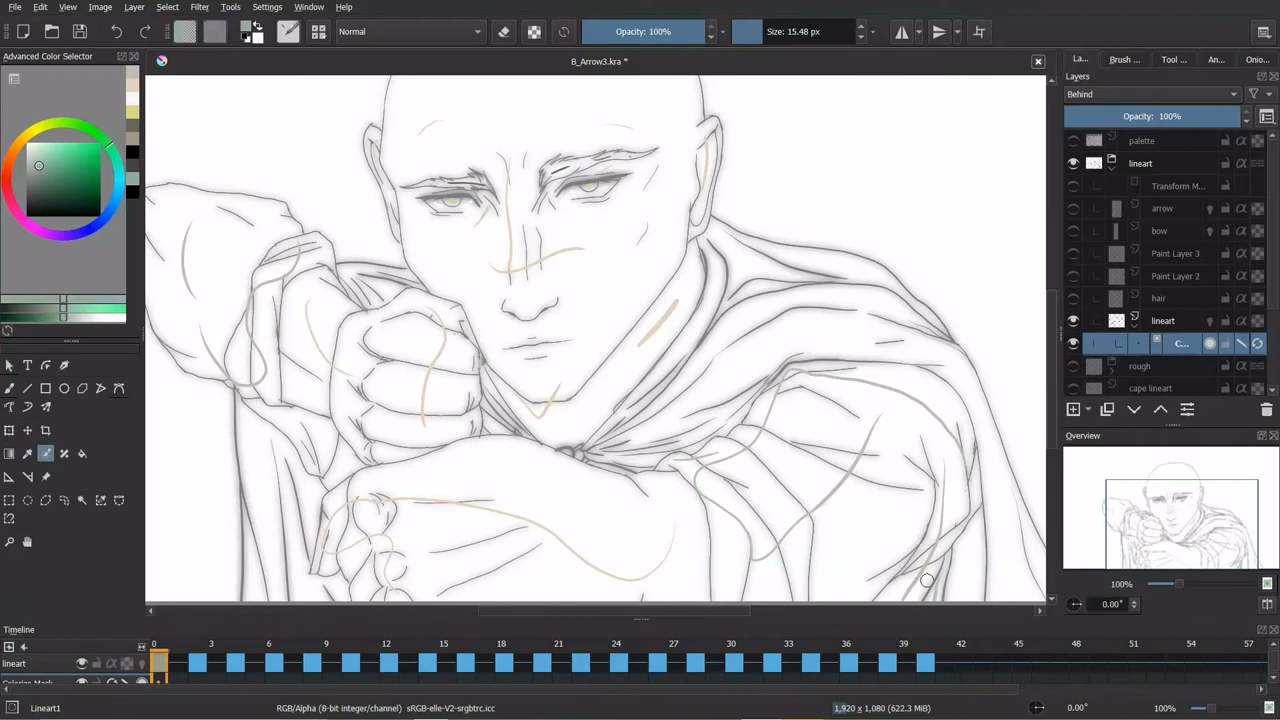 File Edit View Image Layer Select Filter Tools Settings Window Help
Normal
Opacity: 100%
Size: 15.48 px
Advanced Color Selector
B_Arrow3.kra *
La... Brush ... Tool ... An... Onio...
Layers
Behind
Opacity: 100%
palette
lineart
Transform M...
arrow
bow
Paint Layer 3
Paint Layer 2
hair
lineart
C...
rough
cape lineart
Overview
100%
0.00°
Timeline
0 3 6 9 12 15 18 21 24 27 30 33 36 39 42 45 48 51 54 57
lineart
Colorize Mask
Lineart1
RGB/Alpha (8-bit integer/channel) sRGB-elle-V2-srgbtrc.icc
1,920 x 1,080 (622.3 MiB)
0.00°
100%